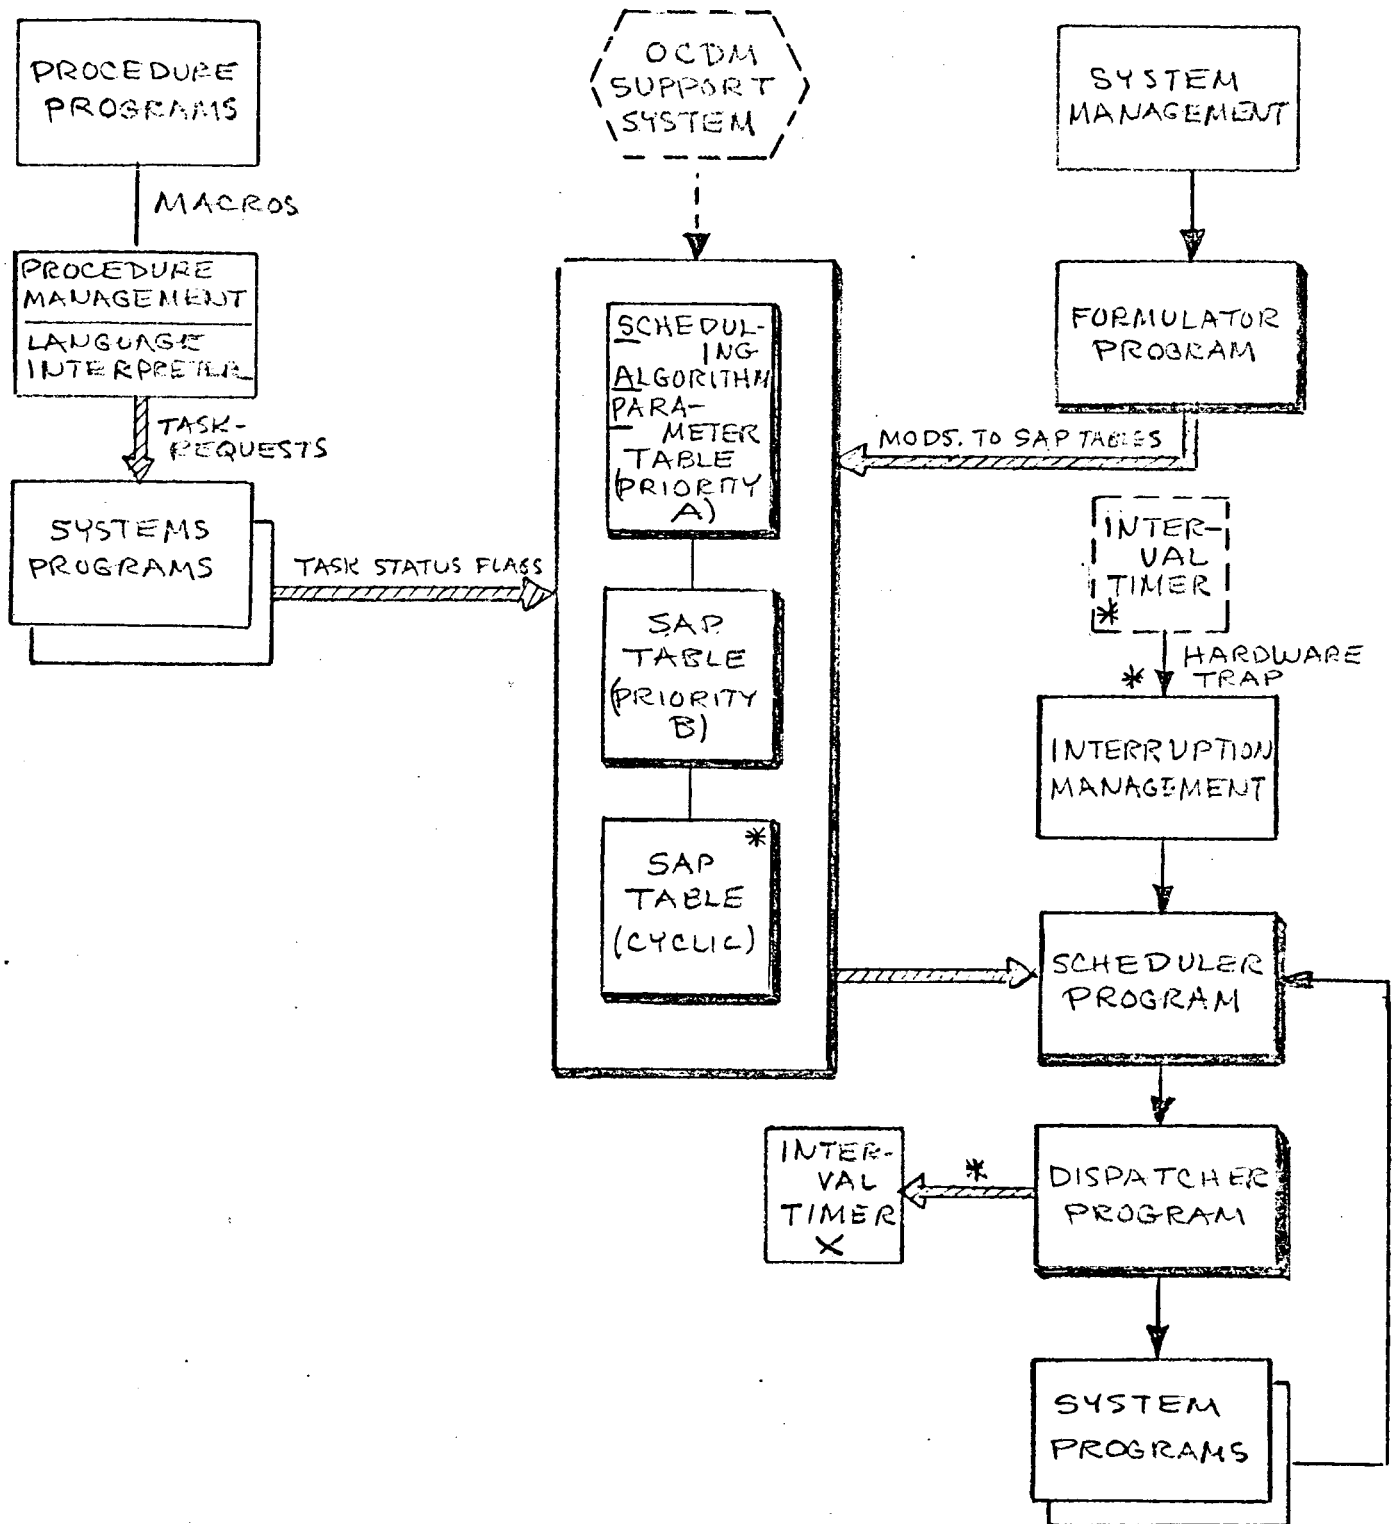 PROCEDURE
PROGRAMS
MACROS
PROCEDURE
MANAGEMENT
LANGUAGE
INTERPRETER
TASK-
REQUESTS
SYSTEMS
PROGRAMS
TASK STATUS FLAGS
OCDM
SUPPORT
SYSTEM
SCHEDUL-
ING
ALGORITHM
PARA-
METER
TABLE
(PRIORITY
A)
SAP
TABLE
(PRIORITY
B)
*
SAP
TABLE
(CYCLIC)
SYSTEM
MANAGEMENT
FORMULATOR
PROGRAM
MODS. TO SAP TABLES
INTER-
VAL
TIMER
*
* HARDWARE
TRAP
INTERRUPTION
MANAGEMENT
SCHEDULER
PROGRAM
DISPATCHER
PROGRAM
*
INTER-
VAL
TIMER
X
SYSTEM
PROGRAMS